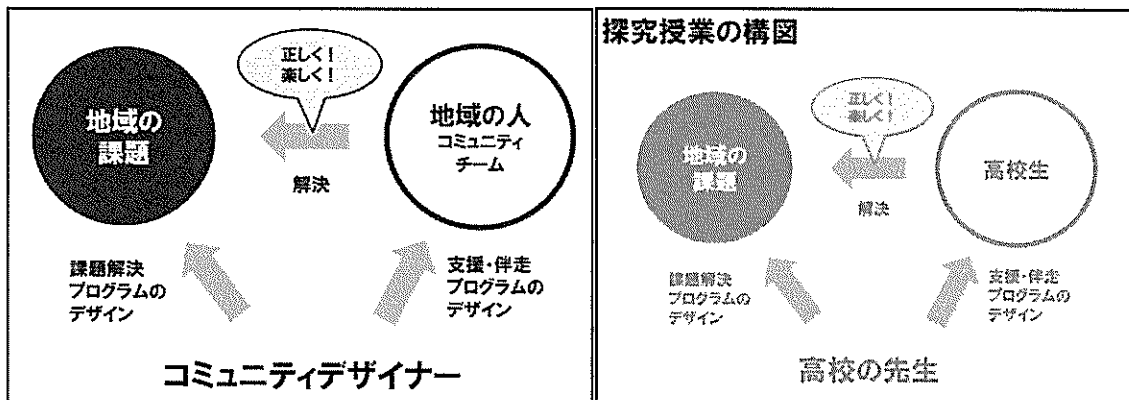 正しく!
楽しく!
地域の
課題
地域の人
コミュニティ
チーム
解決
課題解決
プログラムの
デザイン
支援・伴走
プログラムの
デザイン
コミュニティデザイナー
探究授業の構図
正しく!
楽しく!
地域の
課題
高校生
解決
課題解決
プログラムの
デザイン
支援・伴走
プログラムの
デザイン
高校の先生